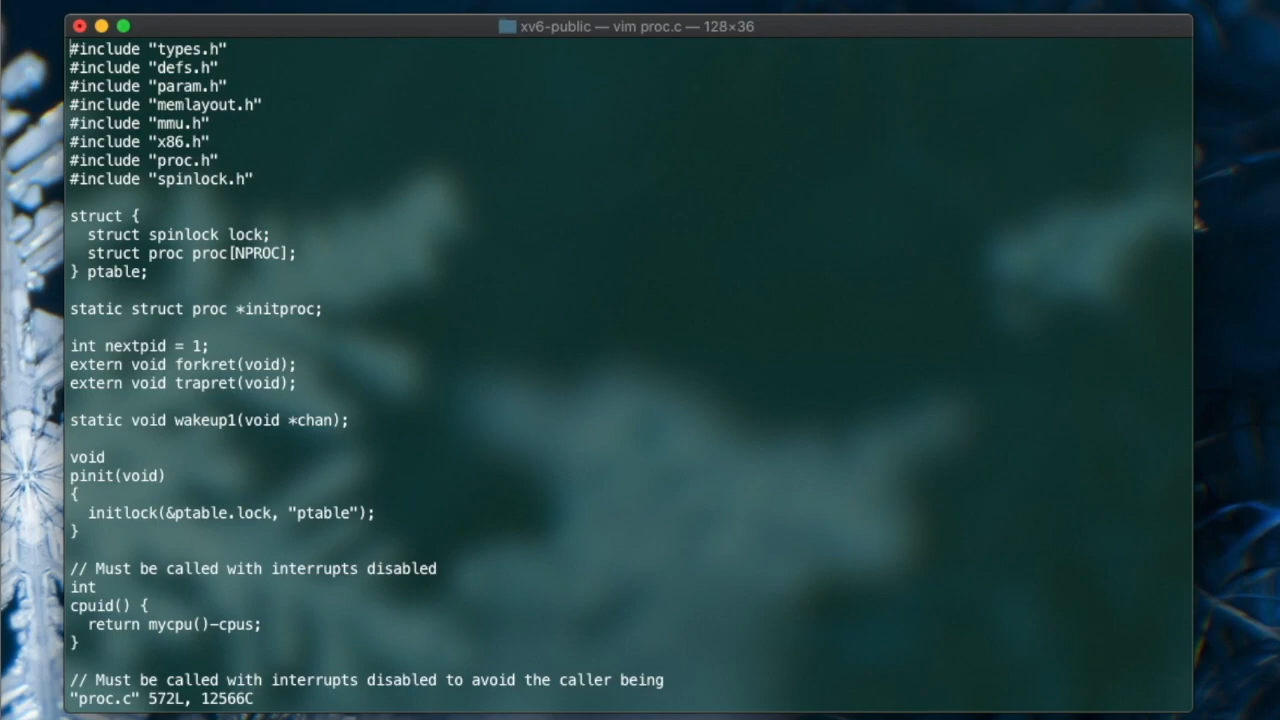 xv6-public — vim proc.c — 128×36
#include "types.h"
#include "defs.h"
#include "param.h"
#include "memlayout.h"
#include "mmu.h"
#include "x86.h"
#include "proc.h"
#include "spinlock.h"

struct {
  struct spinlock lock;
  struct proc proc[NPROC];
} ptable;

static struct proc *initproc;

int nextpid = 1;
extern void forkret(void);
extern void trapret(void);

static void wakeup1(void *chan);

void
pinit(void)
{
  initlock(&ptable.lock, "ptable");
}

// Must be called with interrupts disabled
int
cpuid() {
  return mycpu()-cpus;
}

// Must be called with interrupts disabled to avoid the caller being
"proc.c" 572L, 12566C